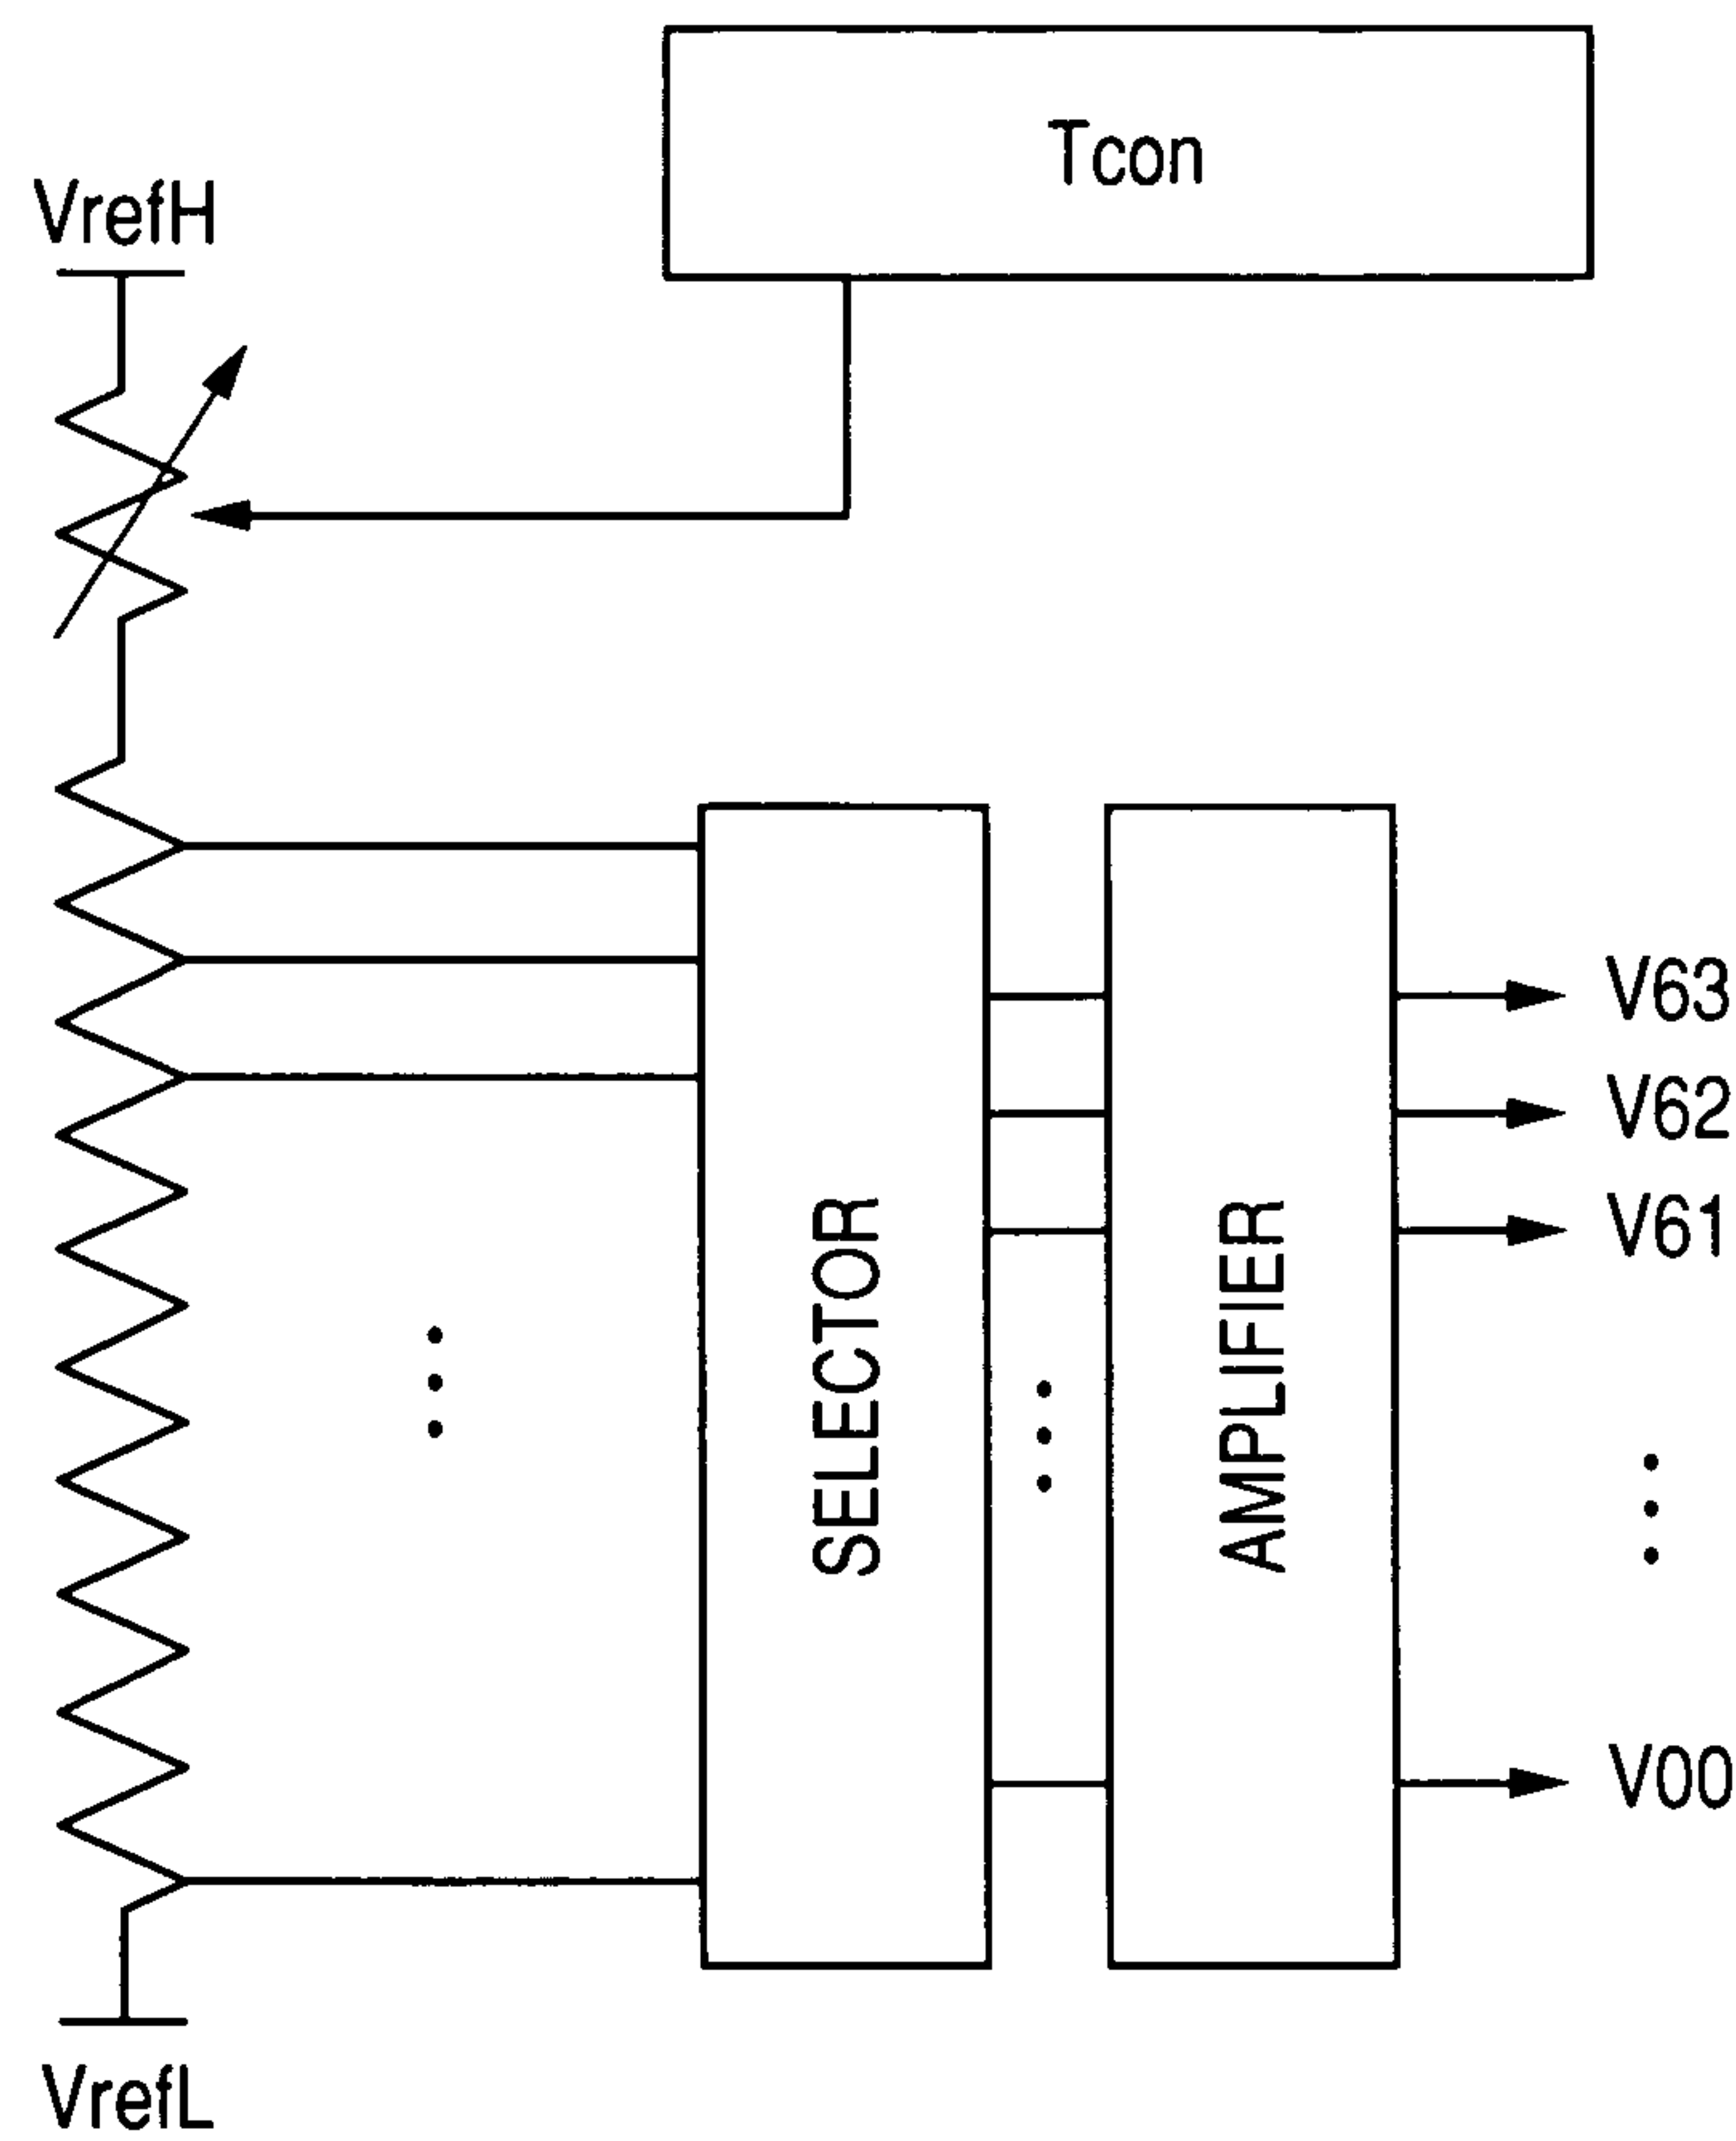 Tcon
VrefH
SELECTOR
AMPLIFIER
V63
V62
V61
V00
VrefL